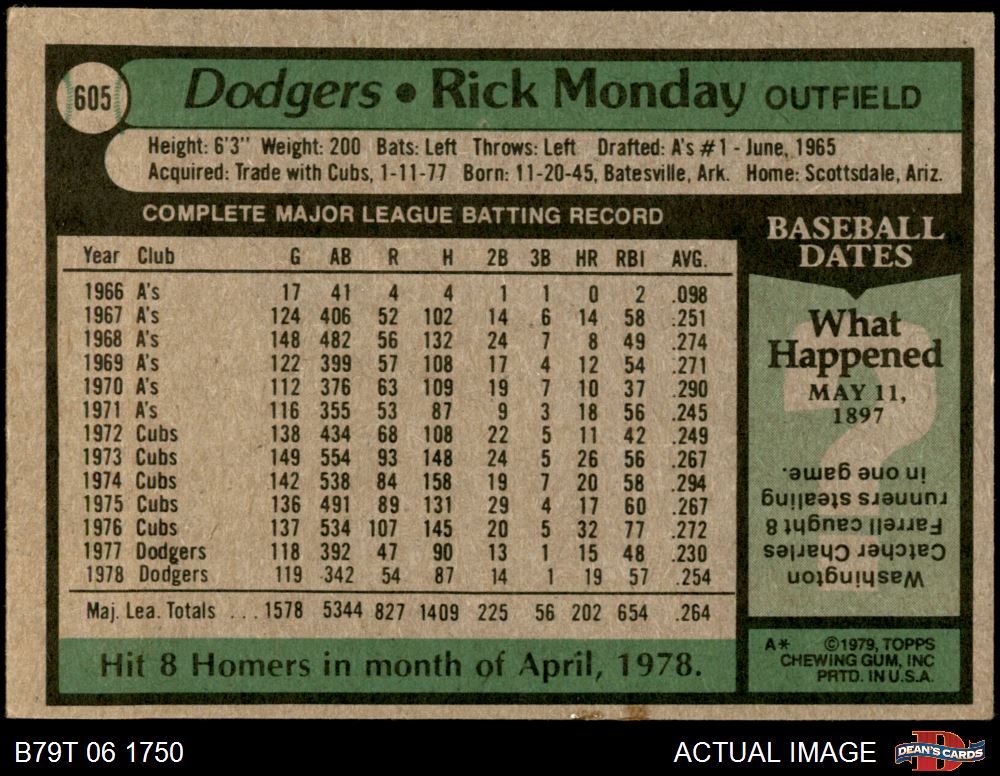 605
Dodgers • Rick Monday OUTFIELD
Height: 6'3" Weight: 200 Bats: Left Throws: Left Drafted: A's #1 - June, 1965
Acquired: Trade with Cubs, 1-11-77 Born: 11-20-45, Batesville, Ark. Home: Scottsdale, Ariz.
COMPLETE MAJOR LEAGUE BATTING RECORD
Year Club G AB R H 2B 3B HR RBI AVG.
1966 A's 17 41 4 4 1 1 0 2 .098
1967 A's 124 406 52 102 14 6 14 58 .251
1968 A's 148 482 56 132 24 7 8 49 .274
1969 A's 122 399 57 108 17 4 12 54 .271
1970 A's 112 376 63 109 19 7 10 37 .290
1971 A's 116 355 53 87 9 3 18 56 .245
1972 Cubs 138 434 68 108 22 5 11 42 .249
1973 Cubs 149 554 93 148 24 5 26 56 .267
1974 Cubs 142 538 84 158 19 7 20 58 .294
1975 Cubs 136 491 89 131 29 4 17 60 .267
1976 Cubs 137 534 107 145 20 5 32 77 .272
1977 Dodgers 118 392 47 90 13 1 15 48 .230
1978 Dodgers 119 342 54 87 14 1 19 57 .254
Maj. Lea. Totals ... 1578 5344 827 1409 225 56 202 654 .264
Hit 8 Homers in month of April, 1978.
BASEBALL
DATES
What
Happened
MAY 11,
1897
Washington
Catcher Charles
Farrell caught 8
runners stealing
in one game.
A* ©1979, TOPPS
CHEWING GUM, INC
PRTD. IN U.S.A.
B79T 06 1750
ACTUAL IMAGE
DEAN'S CARDS